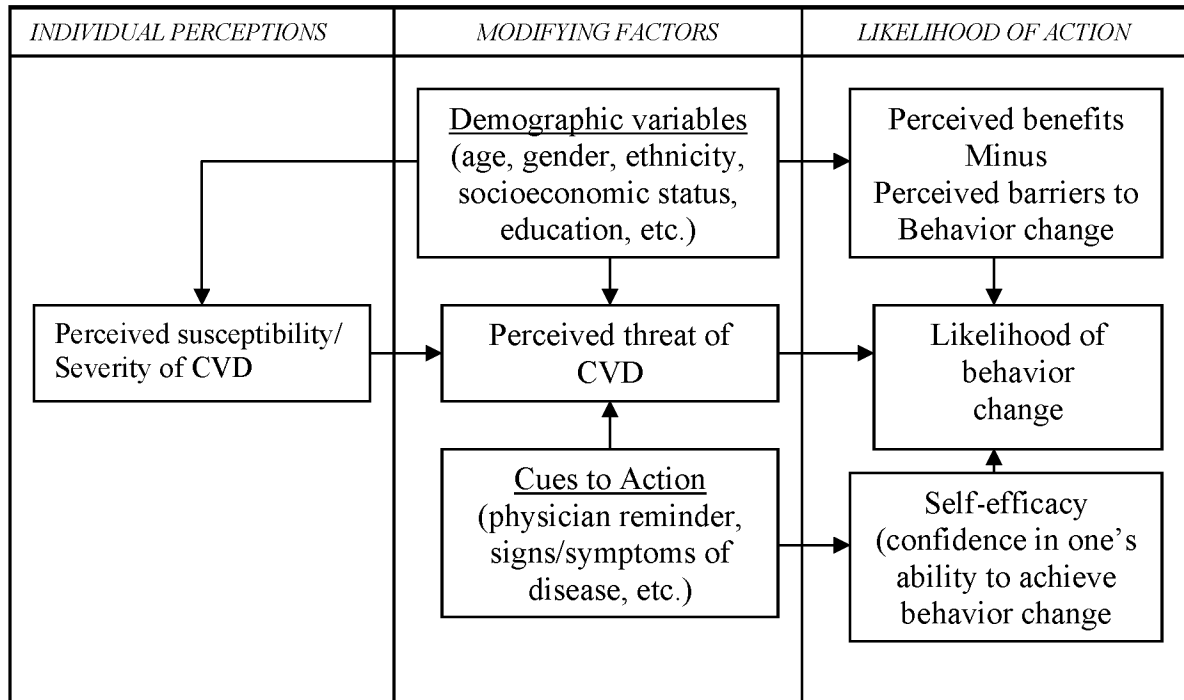 INDIVIDUAL PERCEPTIONS
MODIFYING FACTORS
LIKELIHOOD OF ACTION
Demographic variables
(age, gender, ethnicity,
socioeconomic status,
education, etc.)
Perceived benefits
Minus
Perceived barriers to
Behavior change
Perceived susceptibility/
Severity of CVD
Perceived threat of
CVD
Likelihood of
behavior
change
Cues to Action
(physician reminder,
signs/symptoms of
disease, etc.)
Self-efficacy
(confidence in one’s
ability to achieve
behavior change